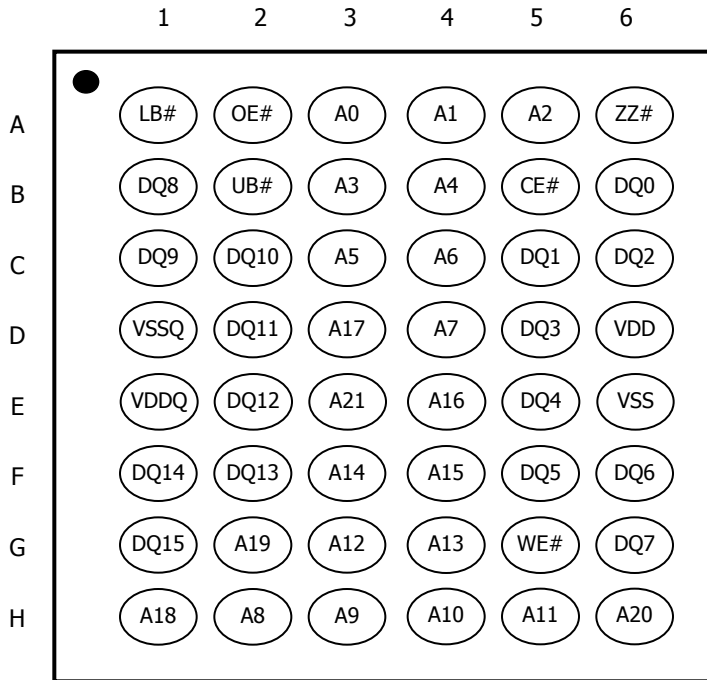 1 2 3 4 5 6
A LB# OE# A0 A1 A2 ZZ#
B DQ8 UB# A3 A4 CE# DQ0
C DQ9 DQ10 A5 A6 DQ1 DQ2
D VSSQ DQ11 A17 A7 DQ3 VDD
E VDDQ DQ12 A21 A16 DQ4 VSS
F DQ14 DQ13 A14 A15 DQ5 DQ6
G DQ15 A19 A12 A13 WE# DQ7
H A18 A8 A9 A10 A11 A20